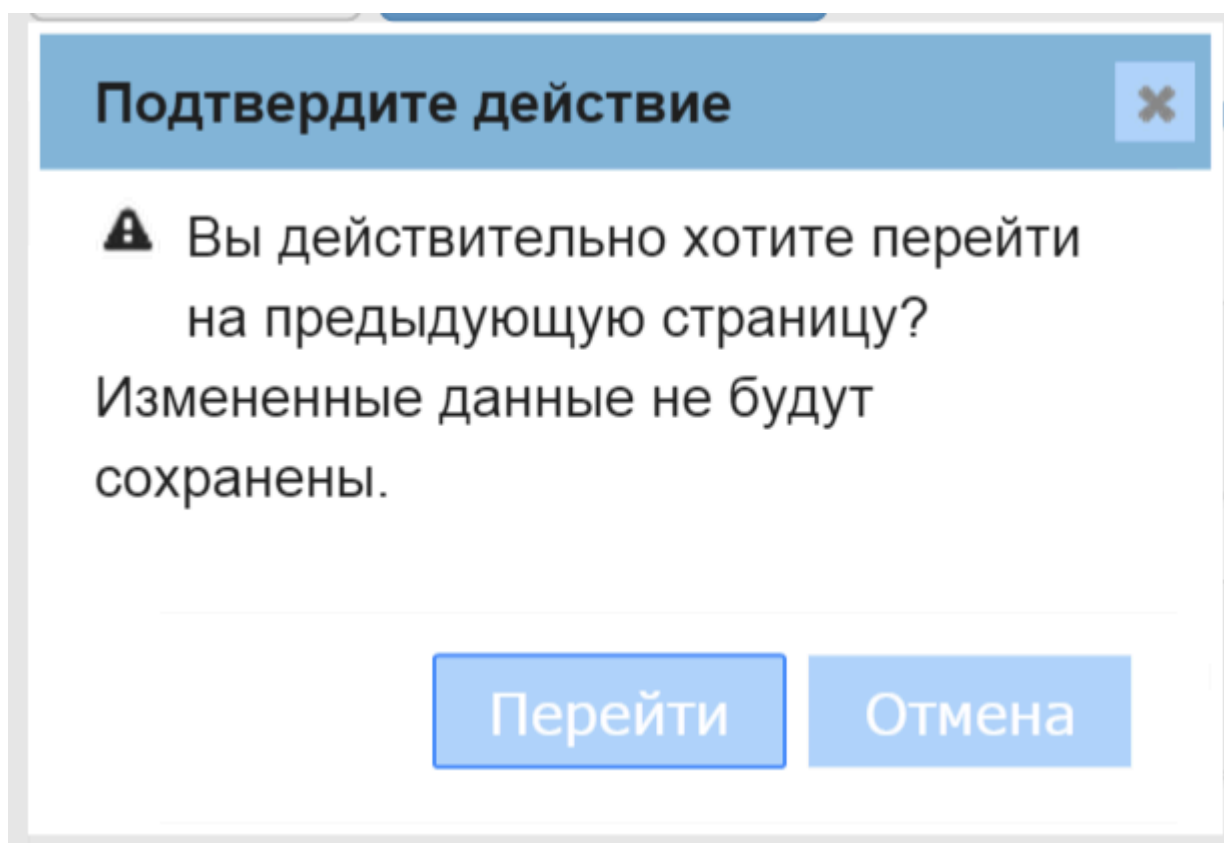 Подтвердите действие
Вы действительно хотите перейти
на предыдущую страницу?
Измененные данные не будут
сохранены.
Перейти Отмена